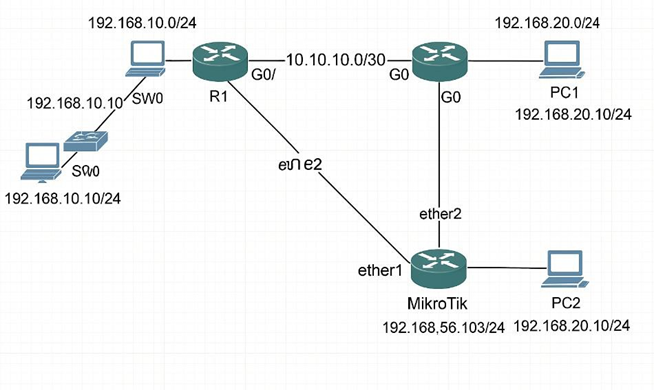 192.168.10.0/24
192.168.20.0/24
10.10.10.0/30
G0/
G0
R1
G0
SW0
PC1
192.168.10.10
192.168.20.10/24
192.168.10.10/24
ether2
ether1
MikroTik
PC2
192.168,56.103/24
192.168.20.10/24